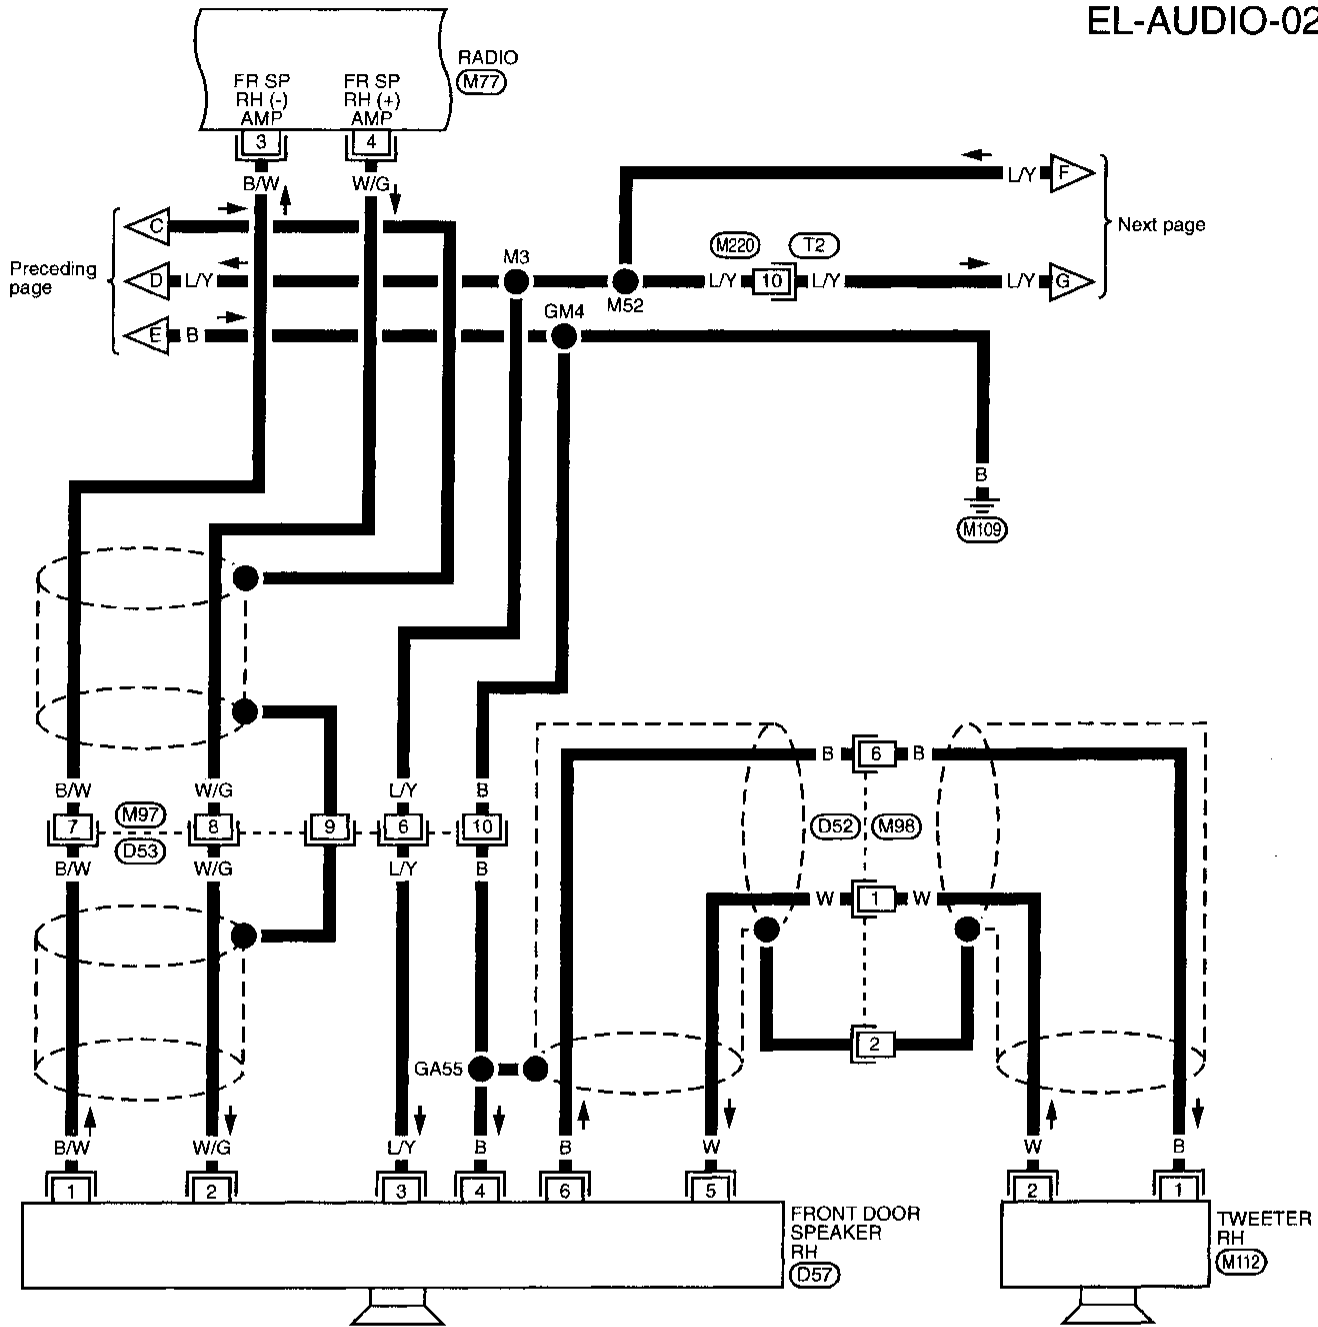 EL-AUDIO-02
RADIO
M77
FR SP
RH (-)
AMP
FR SP
RH (+)
AMP
3
4
B/W
W/G
L/Y
F
C
Next page
M220
T2
Preceding
page
M3
D
L/Y
L/Y
10
L/Y
L/Y
G
M52
GM4
E
B
B
M109
B
6
B
B/W
W/G
L/Y
B
M97
7
8
9
6
10
D52
M98
D53
B/W
W/G
L/Y
B
W
1
W
2
GA55
B/W
W/G
L/Y
B
B
W
W
B
1
2
3
4
6
5
2
1
FRONT DOOR
SPEAKER
RH
D57
TWEETER
RH
M112